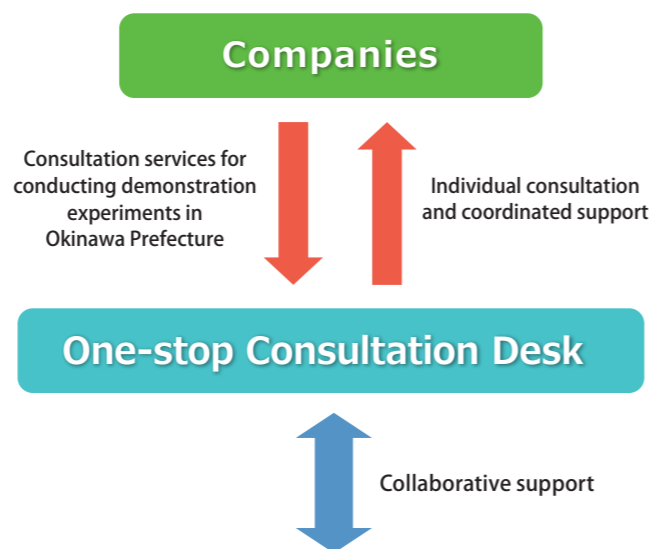 Companies
Consultation services for
conducting demonstration
experiments in
Okinawa Prefecture
Individual consultation
and coordinated support
One-stop Consultation Desk
Collaborative support